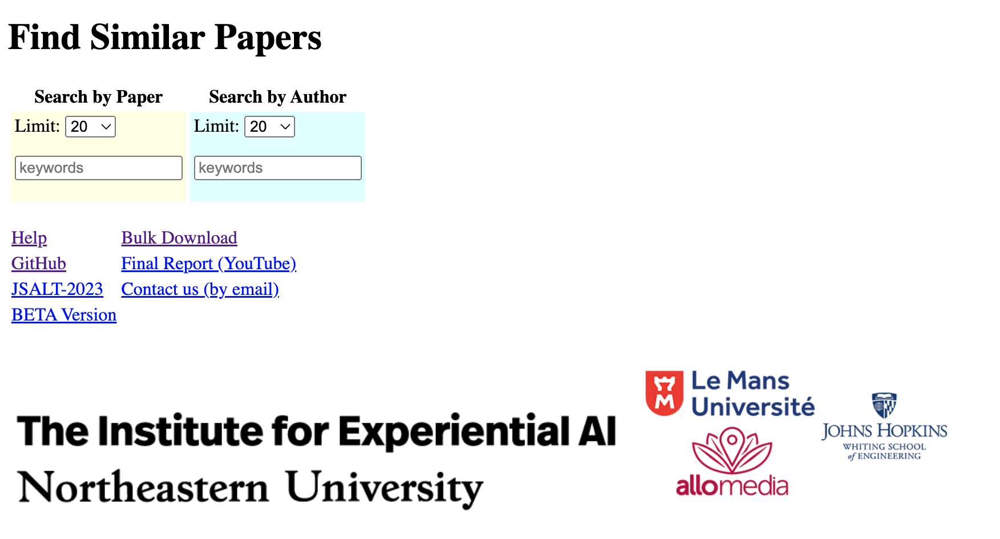 Find Similar Papers
Search by Paper Search by Author
Limit: 20 Limit: 20
keywords keywords
Help Bulk Download
GitHub Final Report (YouTube)
JSALT-2023 Contact us (by email)
BETA Version
The Institute for Experiential AI
Northeastern University
Le Mans
Université
allomedia
JOHNS HOPKINS
WHITING SCHOOL
of ENGINEERING